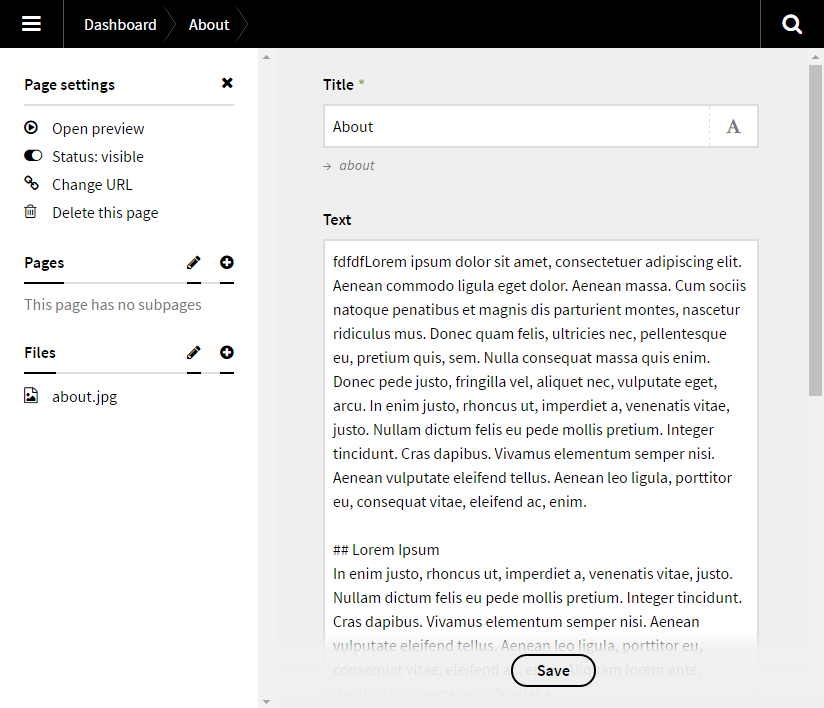 Dashboard About
Page settings
Open preview
Status: visible
Change URL
Delete this page
Pages
This page has no subpages
Files
about.jpg
Title *
About A
→ about
Text
fdfdfLorem ipsum dolor sit amet, consectetuer adipiscing elit.
Aenean commodo ligula eget dolor. Aenean massa. Cum sociis
natoque penatibus et magnis dis parturient montes, nascetur
ridiculus mus. Donec quam felis, ultricies nec, pellentesque
eu, pretium quis, sem. Nulla consequat massa quis enim.
Donec pede justo, fringilla vel, aliquet nec, vulputate eget,
arcu. In enim justo, rhoncus ut, imperdiet a, venenatis vitae,
justo. Nullam dictum felis eu pede mollis pretium. Integer
tincidunt. Cras dapibus. Vivamus elementum semper nisi.
Aenean vulputate eleifend tellus. Aenean leo ligula, porttitor
eu, consequat vitae, eleifend ac, enim.
## Lorem Ipsum
In enim justo, rhoncus ut, imperdiet a, venenatis vitae, justo.
Nullam dictum felis eu pede mollis pretium. Integer tincidunt.
Cras dapibus. Vivamus elementum semper nisi. Aenean
vulputate eleifend tellus. Aenean leo ligula, porttitor eu,
consequat vitae, eleifend lorem ante,
Save